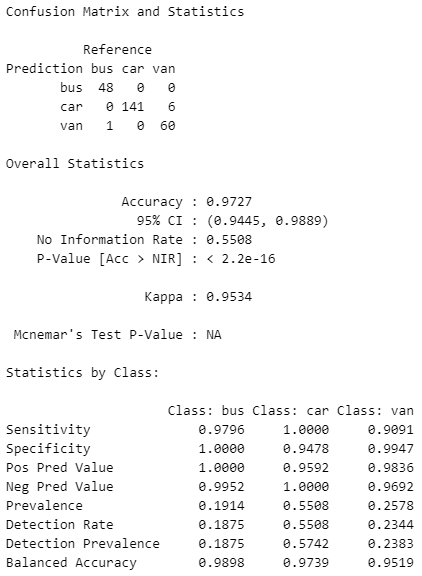 Confusion Matrix and Statistics
Reference
Prediction bus car van
bus 48 0 0
car 0 141 6
van 1 0 60
Overall Statistics
Accuracy : 0.9727
95% CI : (0.9445, 0.9889)
No Information Rate : 0.5508
P-Value [Acc > NIR] : < 2.2e-16
Kappa : 0.9534
Mcnemar's Test P-Value : NA
Statistics by Class:
Class: bus Class: car Class: van
Sensitivity 0.9796 1.0000 0.9091
Specificity 1.0000 0.9478 0.9947
Pos Pred Value 1.0000 0.9592 0.9836
Neg Pred Value 0.9952 1.0000 0.9692
Prevalence 0.1914 0.5508 0.2578
Detection Rate 0.1875 0.5508 0.2344
Detection Prevalence 0.1875 0.5742 0.2383
Balanced Accuracy 0.9898 0.9739 0.9519